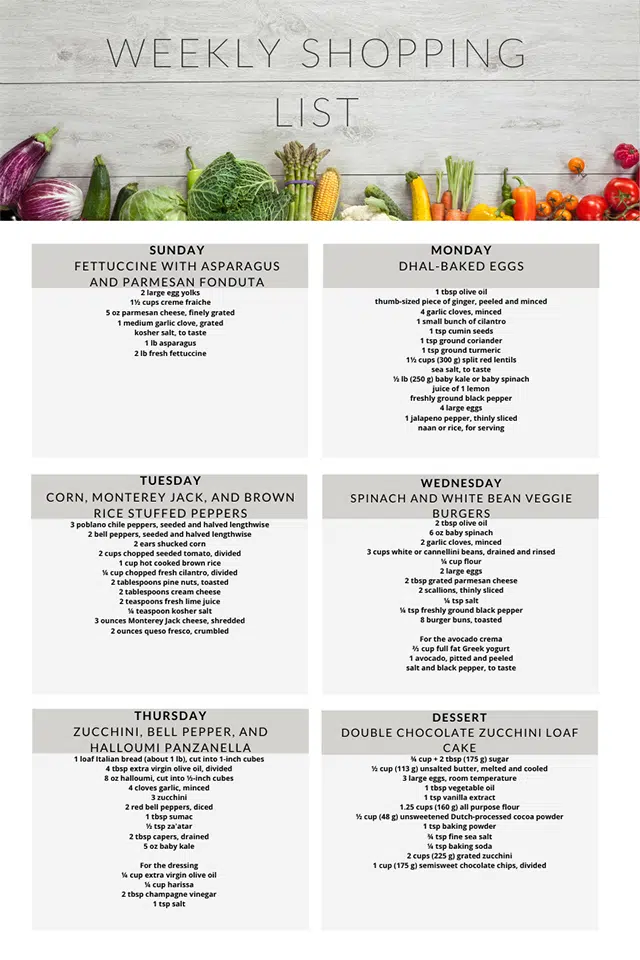 WEEKLY SHOPPING
LIST
SUNDAY
FETTUCCINE WITH ASPARAGUS
AND PARMESAN FONDUTA
2 large egg yolks
1½ cups creme fraiche
5 oz parmesan cheese, finely grated
1 medium garlic clove, grated
kosher salt, to taste
1 lb asparagus
2 lb fresh fettuccine
MONDAY
DHAL-BAKED EGGS
1 tbsp olive oil
thumb-sized piece of ginger, peeled and minced
4 garlic cloves, minced
1 small bunch of cilantro
1 tsp cumin seeds
1 tsp ground coriander
1 tsp ground turmeric
1½ cups (300 g) split red lentils
sea salt, to taste
½ lb (250 g) baby kale or baby spinach
juice of 1 lemon
freshly ground black pepper
4 large eggs
1 jalapeno pepper, thinly sliced
naan or rice, for serving
TUESDAY
CORN, MONTEREY JACK, AND BROWN
RICE STUFFED PEPPERS
3 poblano chile peppers, seeded and halved lengthwise
2 bell peppers, seeded and halved lengthwise
2 ears shucked corn
2 cups chopped seeded tomato, divided
1 cup hot cooked brown rice
¼ cup chopped fresh cilantro, divided
2 tablespoons pine nuts, toasted
2 tablespoons cream cheese
2 teaspoons fresh lime juice
¼ teaspoon kosher salt
3 ounces Monterey Jack cheese, shredded
2 ounces queso fresco, crumbled
WEDNESDAY
SPINACH AND WHITE BEAN VEGGIE
BURGERS
2 tbsp olive oil
6 oz baby spinach
2 garlic cloves, minced
3 cups white or cannellini beans, drained and rinsed
¼ cup flour
2 large eggs
2 tbsp grated parmesan cheese
2 scallions, thinly sliced
¼ tsp salt
¼ tsp freshly ground black pepper
8 burger buns, toasted
For the avocado crema
⅔ cup full fat Greek yogurt
1 avocado, pitted and peeled
salt and black pepper, to taste
THURSDAY
ZUCCHINI, BELL PEPPER, AND
HALLOUMI PANZANELLA
1 loaf Italian bread (about 1 lb), cut into 1-inch cubes
4 tbsp extra virgin olive oil, divided
8 oz halloumi, cut into ½-inch cubes
4 cloves garlic, minced
3 zucchini
2 red bell peppers, diced
1 tbsp sumac
½ tsp za'atar
2 tbsp capers, drained
5 oz baby kale
For the dressing
¼ cup extra virgin olive oil
¼ cup harissa
2 tbsp champagne vinegar
1 tsp salt
DESSERT
DOUBLE CHOCOLATE ZUCCHINI LOAF
CAKE
¾ cup + 2 tbsp (175 g) sugar
½ cup (113 g) unsalted butter, melted and cooled
3 large eggs, room temperature
1 tbsp vegetable oil
1 tsp vanilla extract
1.25 cups (160 g) all purpose flour
½ cup (48 g) unsweetened Dutch-processed cocoa powder
1 tsp baking powder
¾ tsp fine sea salt
¼ tsp baking soda
2 cups (225 g) grated zucchini
1 cup (175 g) semisweet chocolate chips, divided